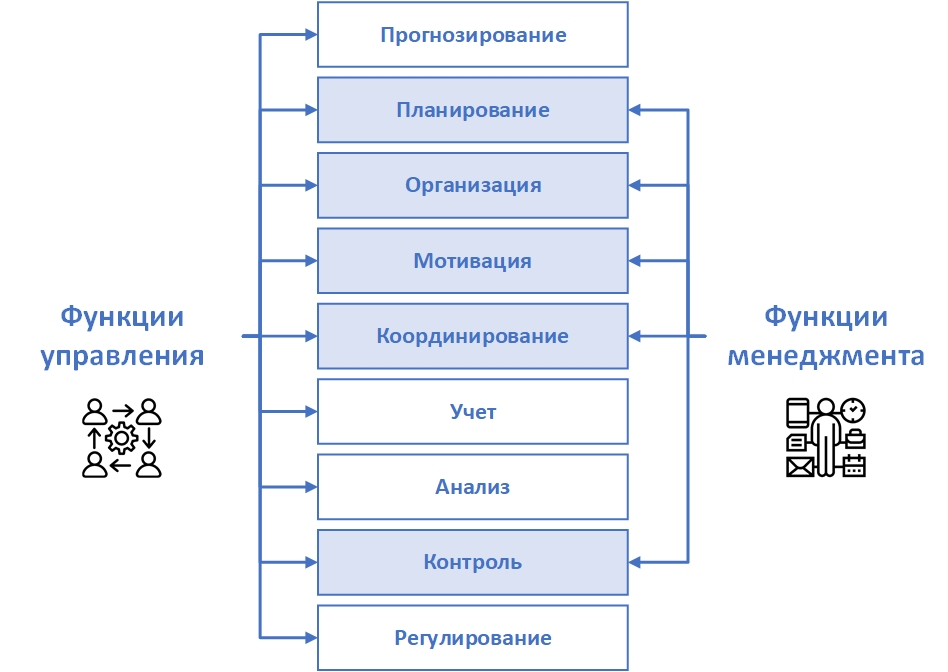 Прогнозирование
Планирование
Организация
Мотивация
Функции
управления
Координирование
Функции
менеджмента
Учет
Анализ
Контроль
Регулирование